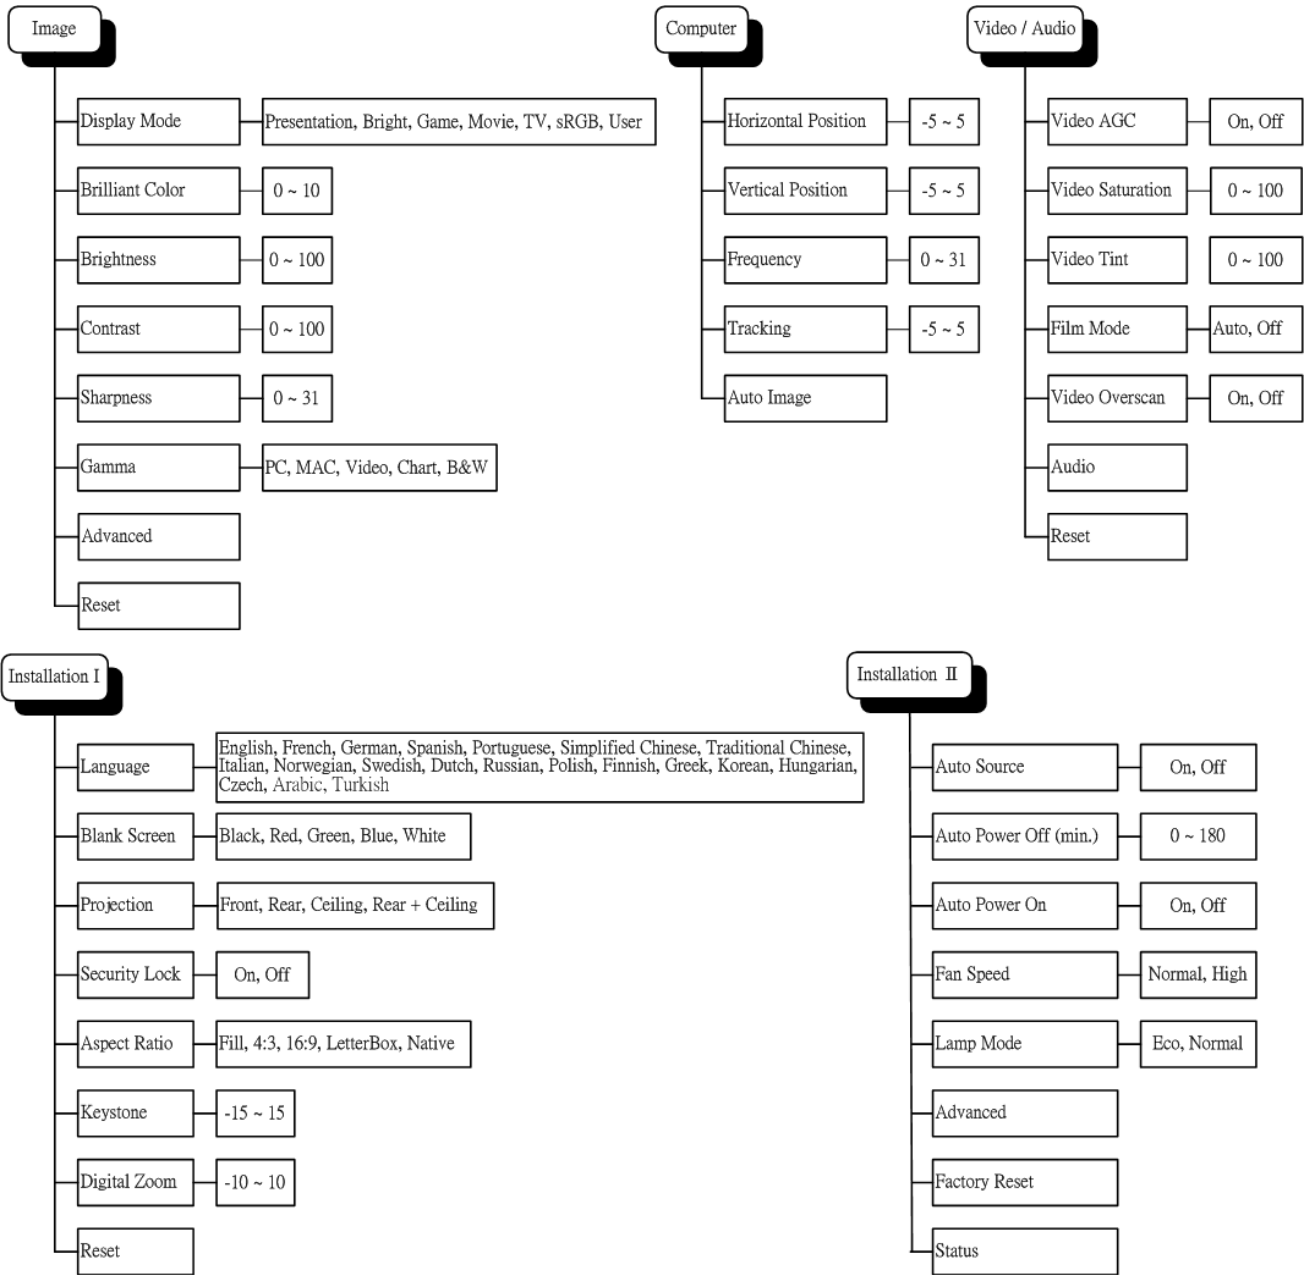 Image
Display Mode
Presentation, Bright, Game, Movie, TV, sRGB, User
Brilliant Color
0 ~ 10
Brightness
0 ~ 100
Contrast
0 ~ 100
Sharpness
0 ~ 31
Gamma
PC, MAC, Video, Chart, B&W
Advanced
Reset
Computer
Horizontal Position
-5 ~ 5
Vertical Position
-5 ~ 5
Frequency
0 ~ 31
Tracking
-5 ~ 5
Auto Image
Video / Audio
Video AGC
On, Off
Video Saturation
0 ~ 100
Video Tint
0 ~ 100
Film Mode
Auto, Off
Video Overscan
On, Off
Audio
Reset
Installation I
Language
English, French, German, Spanish, Portuguese, Simplified Chinese, Traditional Chinese,
Italian, Norwegian, Swedish, Dutch, Russian, Polish, Finnish, Greek, Korean, Hungarian,
Czech, Arabic, Turkish
Blank Screen
Black, Red, Green, Blue, White
Projection
Front, Rear, Ceiling, Rear + Ceiling
Security Lock
On, Off
Aspect Ratio
Fill, 4:3, 16:9, LetterBox, Native
Keystone
-15 ~ 15
Digital Zoom
-10 ~ 10
Reset
Installation II
Auto Source
On, Off
Auto Power Off (min.)
0 ~ 180
Auto Power On
On, Off
Fan Speed
Normal, High
Lamp Mode
Eco, Normal
Advanced
Factory Reset
Status